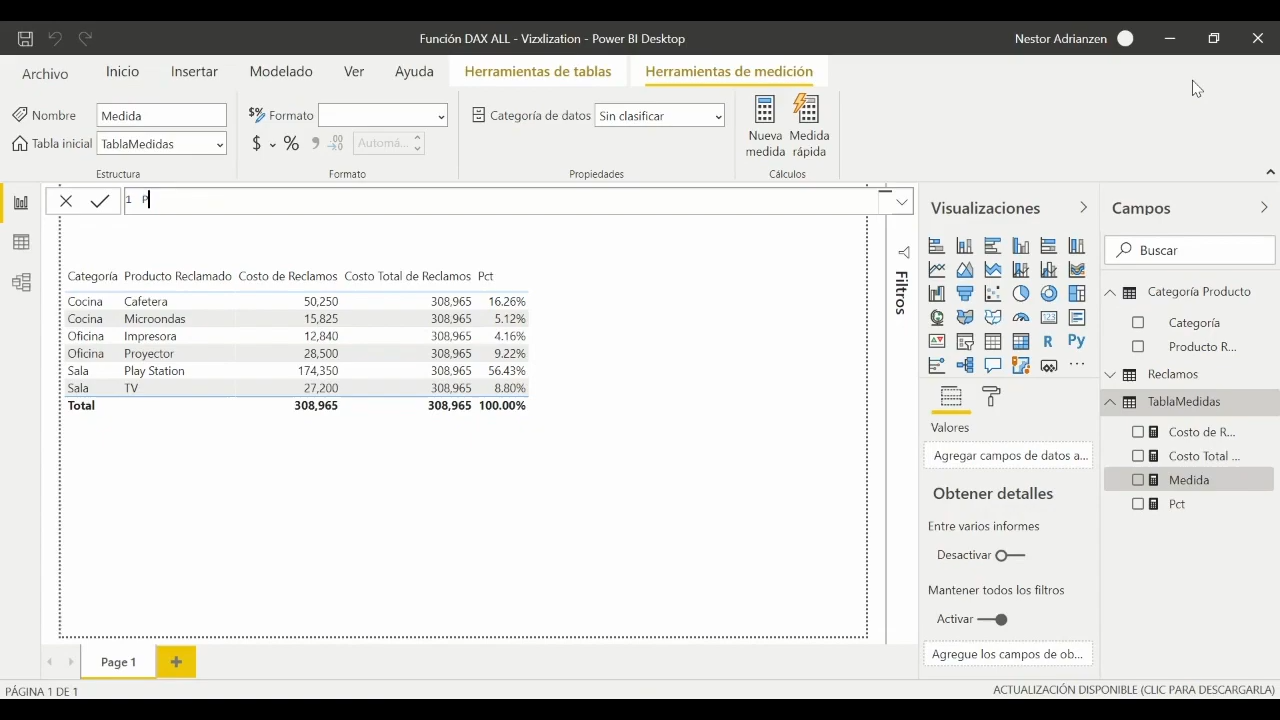 Función DAX ALL - Vizxlization - Power BI Desktop
Nestor Adrianzen
Archivo Inicio Insertar Modelado Ver Ayuda Herramientas de tablas Herramientas de medición
Nombre Medida
Tabla inicial TablaMedidas
Estructura
$% Formato
$ % 9 .00 Automá...
Formato
Categoría de datos Sin clasificar
Propiedades
Nueva medida
Medida rápida
Cálculos
1 P
Categoría Producto Reclamado Costo de Reclamos Costo Total de Reclamos Pct
Cocina Cafetera 50,250 308,965 16.26%
Cocina Microondas 15,825 308,965 5.12%
Oficina Impresora 12,840 308,965 4.16%
Oficina Proyector 28,500 308,965 9.22%
Sala Play Station 174,350 308,965 56.43%
Sala TV 27,200 308,965 8.80%
Total 308,965 308,965 100.00%
Filtros
Visualizaciones
123
R Py
...
Valores
Agregar campos de datos a...
Obtener detalles
Entre varios informes
Desactivar
Mantener todos los filtros
Activar
Agregue los campos de ob...
Campos
Buscar
Categoría Producto
Categoría
Producto R...
Reclamos
TablaMedidas
Costo de R...
Costo Total ...
Medida
Pct
Page 1 +
PÁGINA 1 DE 1
ACTUALIZACIÓN DISPONIBLE (CLIC PARA DESCARGARLA)